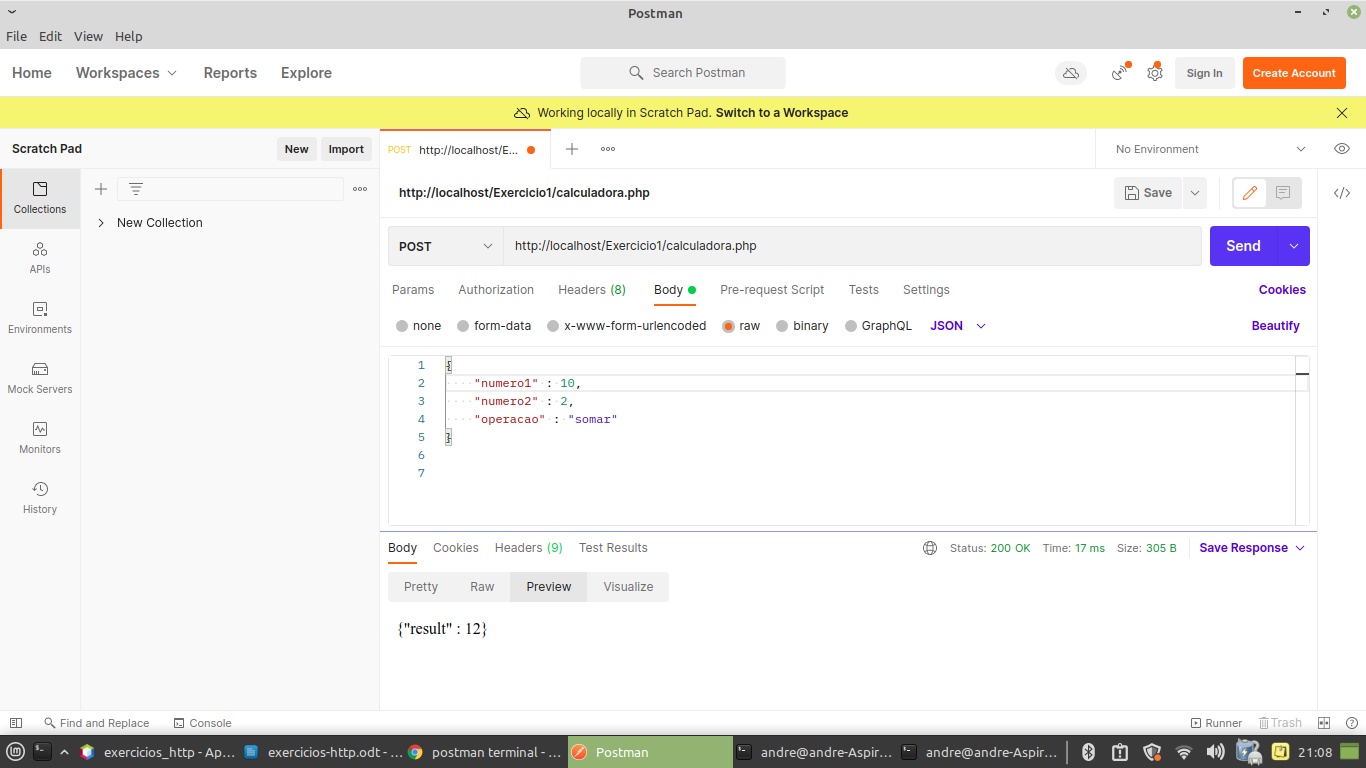 Postman
File Edit View Help
Home Workspaces Reports Explore Search Postman Sign In Create Account
Working locally in Scratch Pad. Switch to a Workspace
Scratch Pad New Import POST http://localhost/E... No Environment
http://localhost/Exercicio1/calculadora.php Save
Collections
New Collection
APIs
Environments
Mock Servers
Monitors
History
POST http://localhost/Exercicio1/calculadora.php Send
Params Authorization Headers (8) Body Pre-request Script Tests Settings Cookies
none form-data x-www-form-urlencoded raw binary GraphQL JSON Beautify
1 {
2 "numero1" : 10,
3 "numero2" : 2,
4 "operacao" : "somar"
5 }
6
7
Body Cookies Headers (9) Test Results Status: 200 OK Time: 17 ms Size: 305 B Save Response
Pretty Raw Preview Visualize
{"result" : 12}
Find and Replace Console Runner Trash
exercicios_http - Ap... exercicios-http.odt - ... postman terminal - ... Postman andre@andre-Aspir... andre@andre-Aspir... 21:08